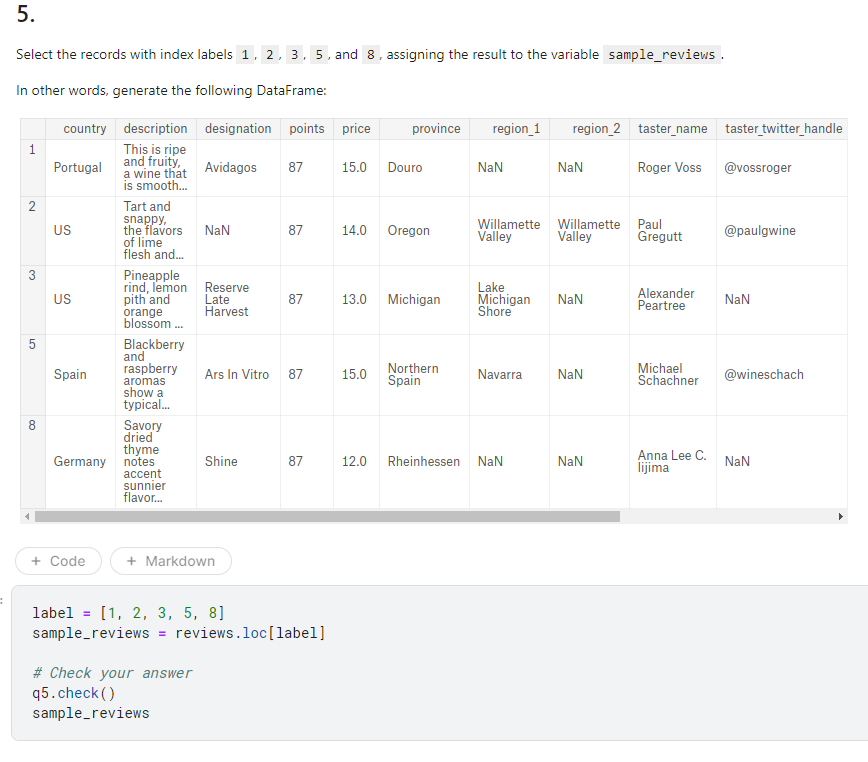 5.
Select the records with index labels 1, 2, 3, 5, and 8, assigning the result to the variable sample_reviews.
In other words, generate the following DataFrame:
country description designation points price province region_1 region_2 taster_name taster_twitter_handle
1 Portugal This is ripe and fruity, a wine that is smooth... Avidagos 87 15.0 Douro NaN NaN Roger Voss @vossroger
2 US Tart and snappy, the flavors of lime flesh and... NaN 87 14.0 Oregon Willamette Valley Willamette Valley Paul Gregutt @paulgwine
3 US Pineapple rind, lemon pith and orange blossom ... Reserve Late Harvest 87 13.0 Michigan Lake Michigan Shore NaN Alexander Peartree NaN
5 Spain Blackberry and raspberry aromas show a typical... Ars In Vitro 87 15.0 Northern Spain Navarra NaN Michael Schachner @wineschach
8 Germany Savory dried thyme notes accent sunnier flavor... Shine 87 12.0 Rheinhessen NaN NaN Anna Lee C. Iijima NaN
+ Code + Markdown
label = [1, 2, 3, 5, 8]
sample_reviews = reviews.loc[label]
# Check your answer
q5.check()
sample_reviews